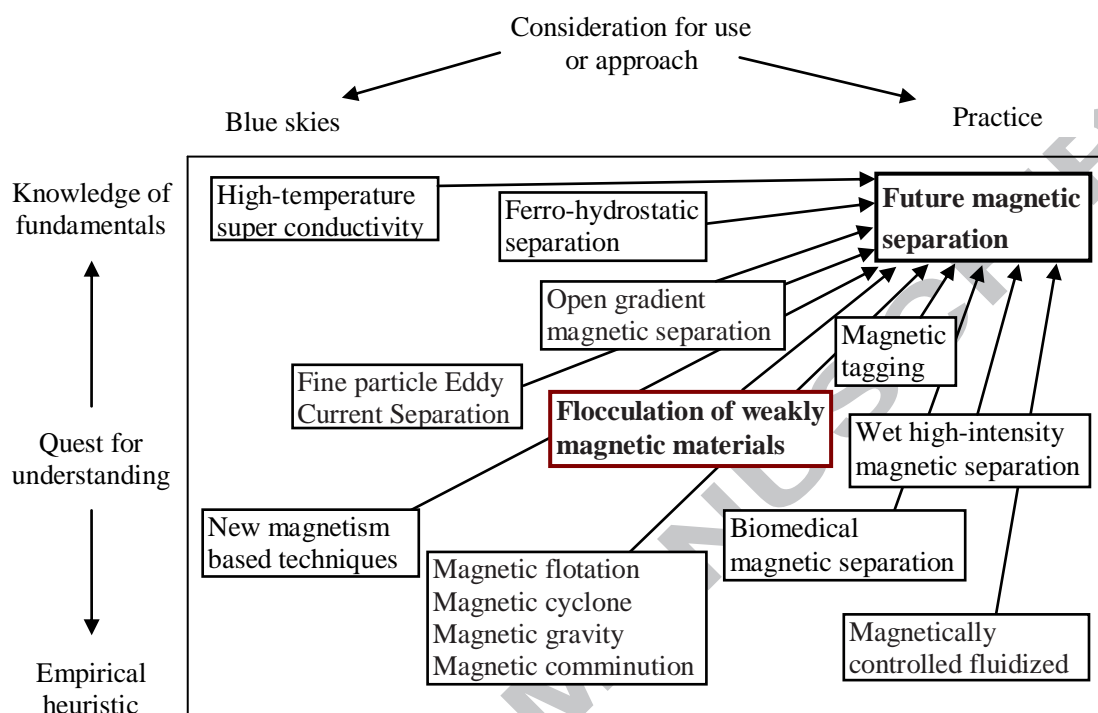 Consideration for use
or approach
Blue skies
Practice
Knowledge of
fundamentals
High-temperature
super conductivity
Ferro-hydrostatic
separation
Future magnetic
separation
Open gradient
magnetic separation
Magnetic
tagging
Fine particle Eddy
Current Separation
Flocculation of weakly
magnetic materials
Wet high-intensity
magnetic separation
Quest for
understanding
New magnetism
based techniques
Biomedical
magnetic separation
Magnetic flotation
Magnetic cyclone
Magnetic gravity
Magnetic comminution
Magnetically
controlled fluidized
Empirical
heuristic